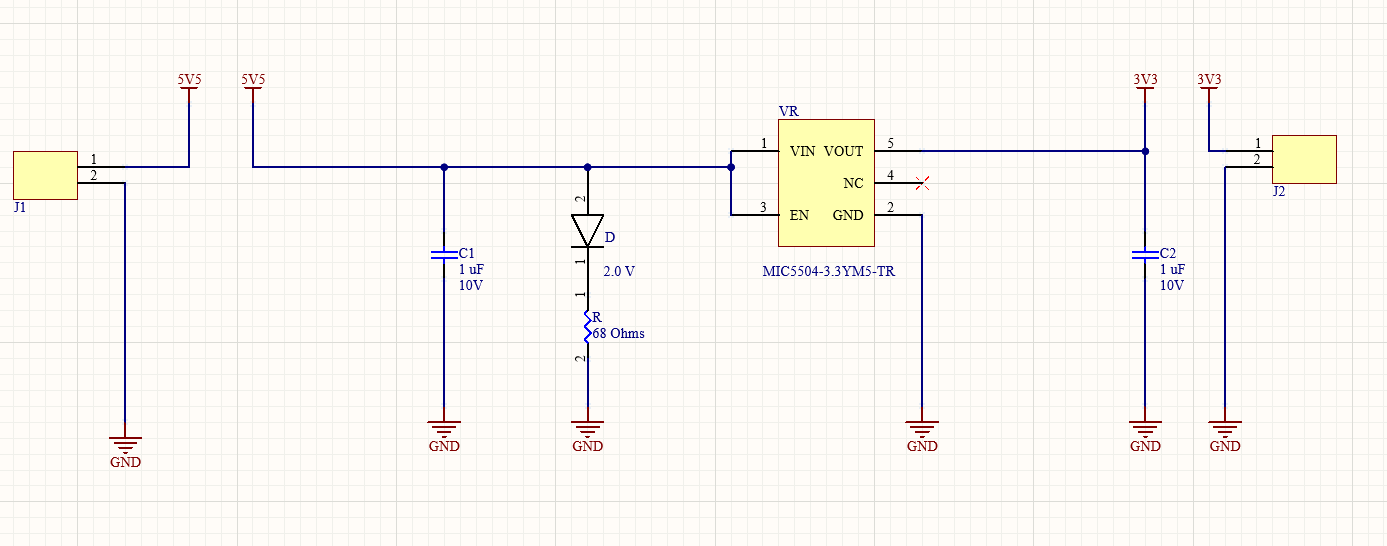 5V5
5V5
3V3
3V3
VR
1
2
J1
1
VIN
VOUT
5
NC
4
3
EN
GND
2
1
2
J2
2
D
1
2.0 V
C1
1 uF
10V
MIC5504-3.3YM5-TR
C2
1 uF
10V
1
R
68 Ohms
2
GND
GND
GND
GND
GND
GND